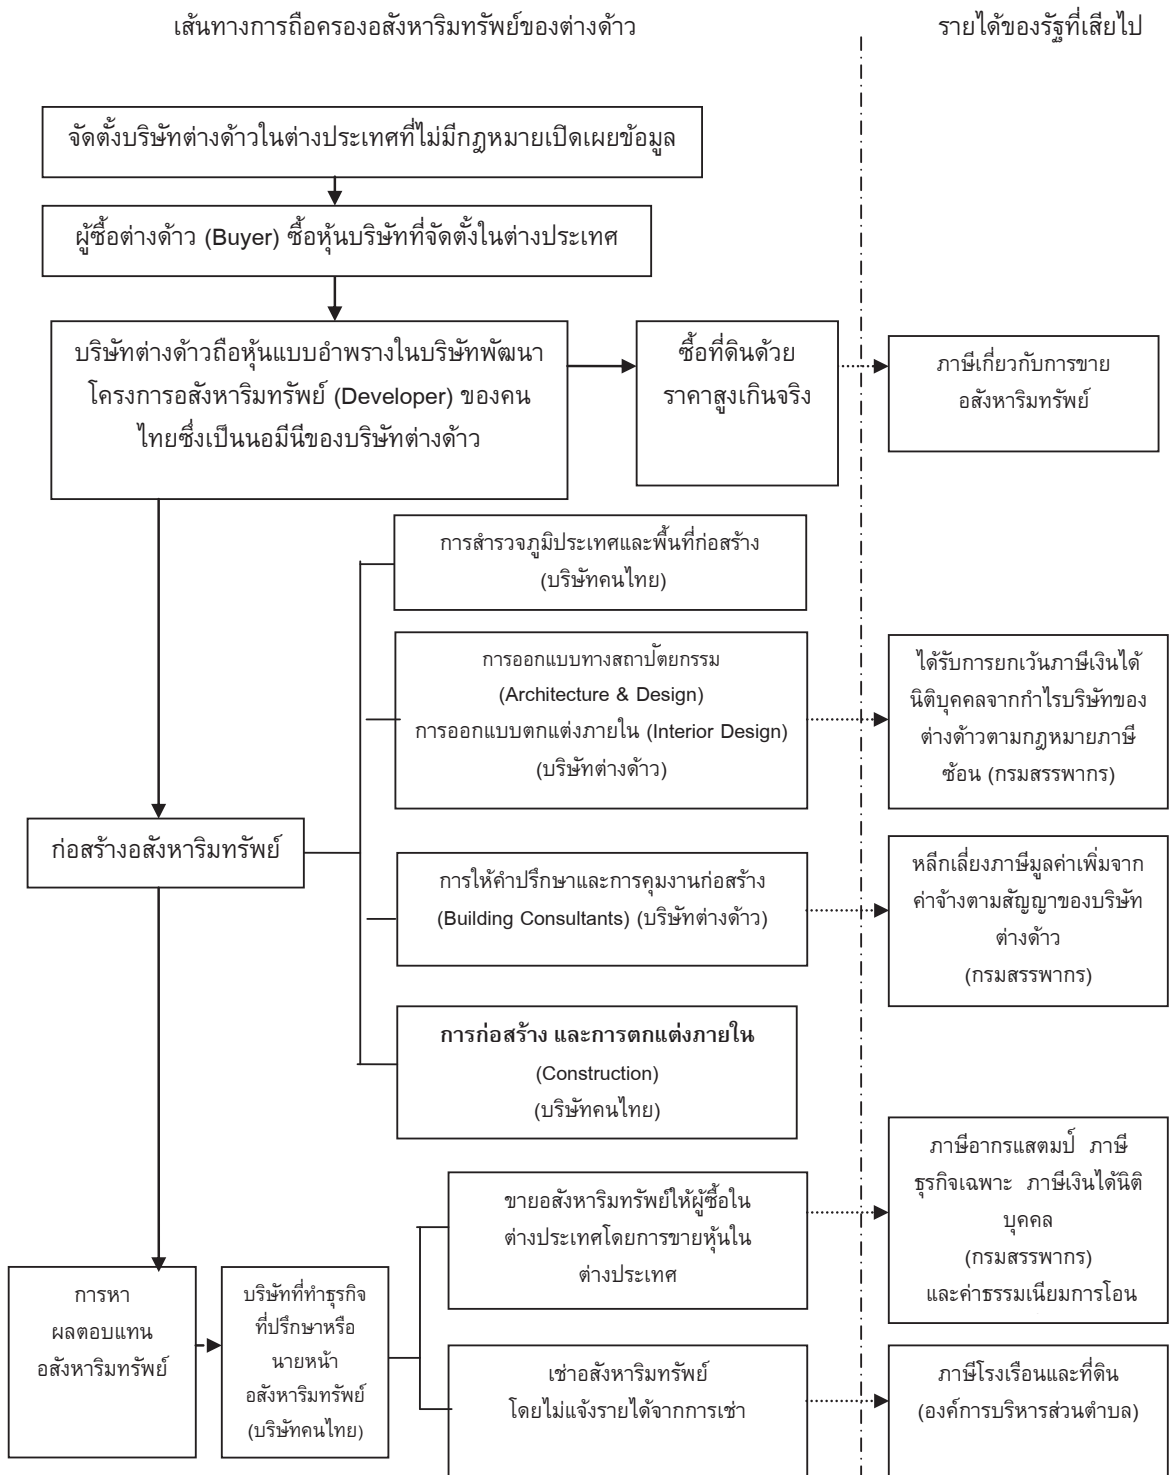 เส้นทางการถือครองอสังหาริมทรัพย์ของต่างด้าว
รายได้ของรัฐที่เสียไป
จัดตั้งบริษัทต่างด้าวในต่างประเทศที่ไม่มีกฎหมายเปิดเผยข้อมูล
ผู้ซื้อต่างด้าว (Buyer) ซื้อหุ้นบริษัทที่จัดตั้งในต่างประเทศ
บริษัทต่างด้าวถือหุ้นแบบอำพรางในบริษัทพัฒนา
โครงการอสังหาริมทรัพย์ (Developer) ของคน
ไทยซึ่งเป็นนอมีนีของบริษัทต่างด้าว
ซื้อที่ดินด้วย
ราคาสูงเกินจริง
ภาษีเกี่ยวกับการขาย
อสังหาริมทรัพย์
การสำรวจภูมิประเทศและพื้นที่ก่อสร้าง
(บริษัทคนไทย)
การออกแบบทางสถาปัตยกรรม
(Architecture & Design)
การออกแบบตกแต่งภายใน (Interior Design)
(บริษัทต่างด้าว)
ได้รับการยกเว้นภาษีเงินได้
นิติบุคคลจากกำไรบริษัทของ
ต่างด้าวตามกฎหมายภาษี
ซ้อน (กรมสรรพากร)
ก่อสร้างอสังหาริมทรัพย์
การให้คำปรึกษาและการคุมงานก่อสร้าง
(Building Consultants) (บริษัทต่างด้าว)
หลีกเลี่ยงภาษีมูลค่าเพิ่มจาก
ค่าจ้างตามสัญญาของบริษัท
ต่างด้าว
(กรมสรรพากร)
การก่อสร้าง และการตกแต่งภายใน
(Construction)
(บริษัทคนไทย)
ขายอสังหาริมทรัพย์ให้ผู้ซื้อใน
ต่างประเทศโดยการขายหุ้นใน
ต่างประเทศ
ภาษีอากรแสตมป์ ภาษี
ธุรกิจเฉพาะ ภาษีเงินได้นิติ
บุคคล
(กรมสรรพากร)
และค่าธรรมเนียมการโอน
การหา
ผลตอบแทน
อสังหาริมทรัพย์
บริษัทที่ทำธุรกิจ
ที่ปรึกษาหรือ
นายหน้า
อสังหาริมทรัพย์
(บริษัทคนไทย)
เช่าอสังหาริมทรัพย์
โดยไม่แจ้งรายได้จากการเช่า
ภาษีโรงเรือนและที่ดิน
(องค์การบริหารส่วนตำบล)